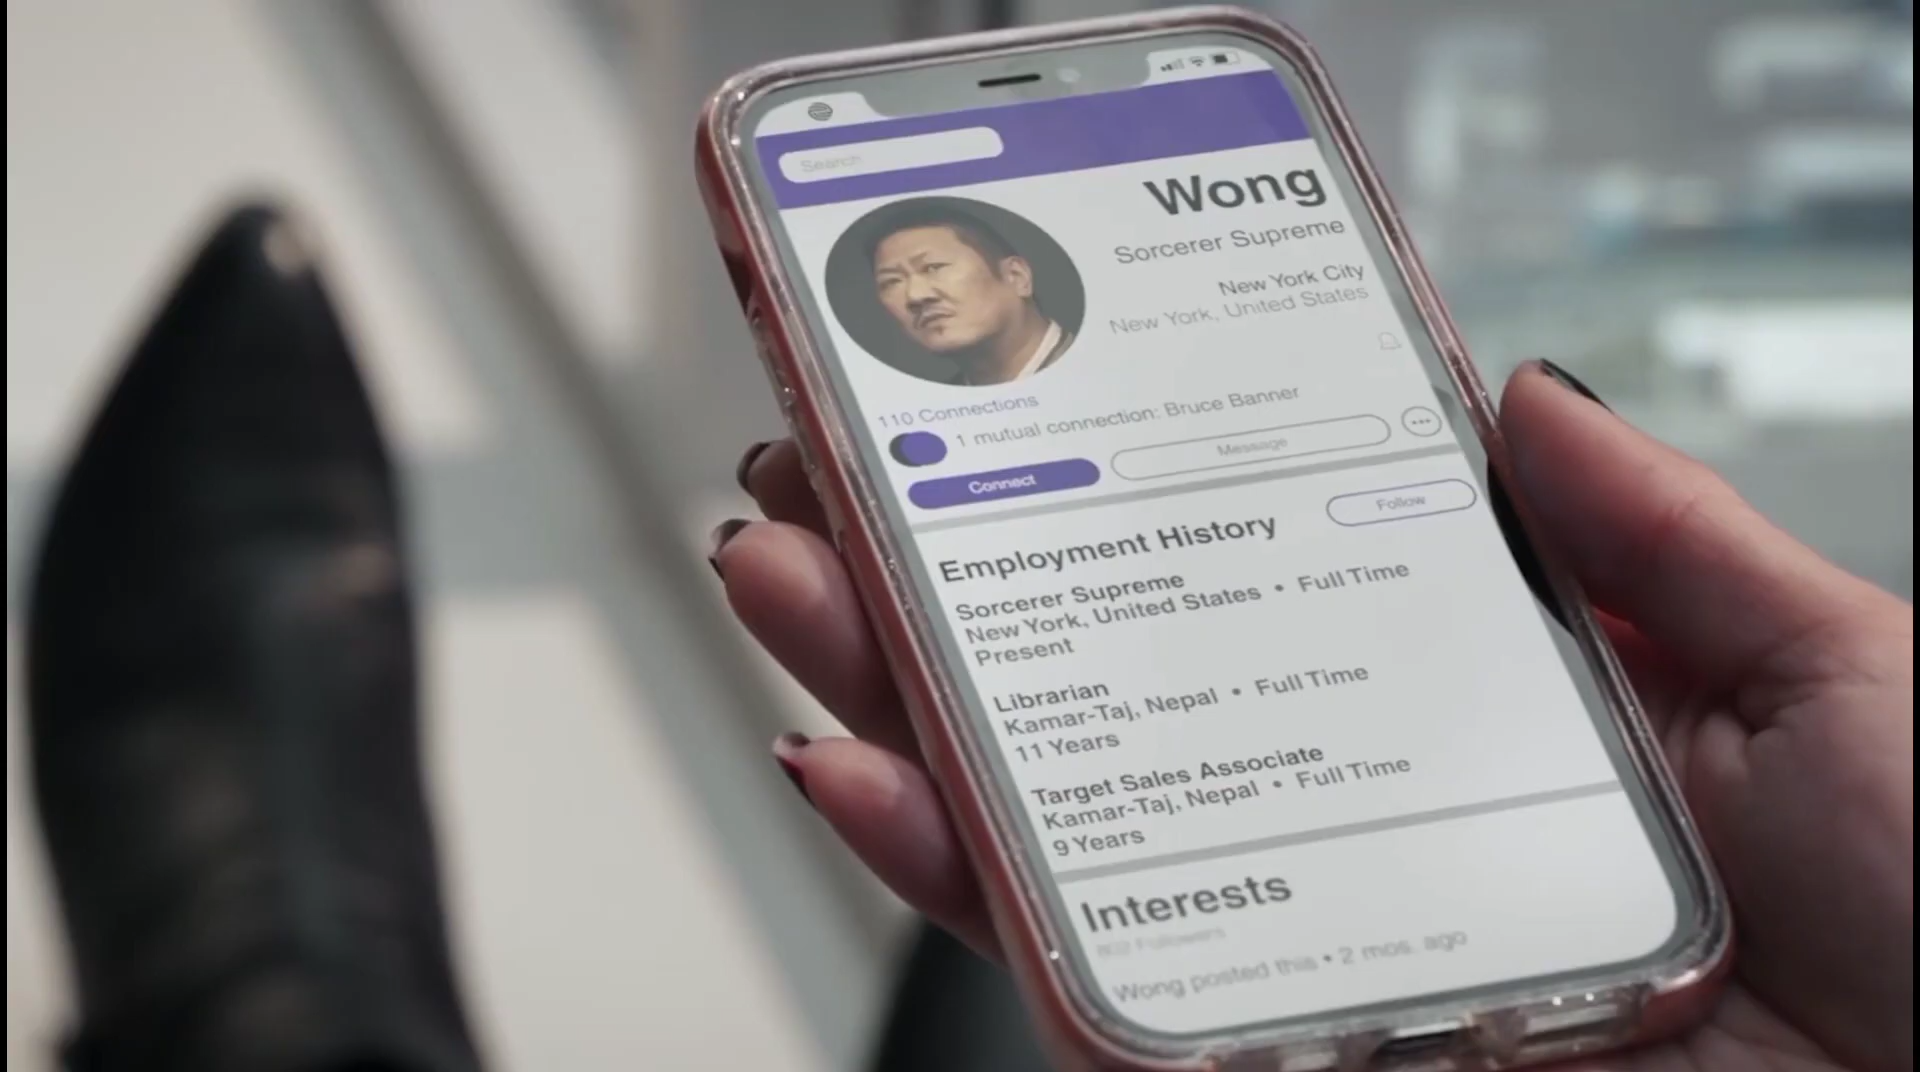 Search
Wong
Sorcerer Supreme
New York City
New York, United States
110 Connections
1 mutual connection: Bruce Banner
Connect
Message
Follow
Employment History
Sorcerer Supreme
New York, United States • Full Time
Present
Librarian
Kamar-Taj, Nepal • Full Time
11 Years
Target Sales Associate
Kamar-Taj, Nepal • Full Time
9 Years
Interests
Followers
Wong posted this • 2 mos. ago